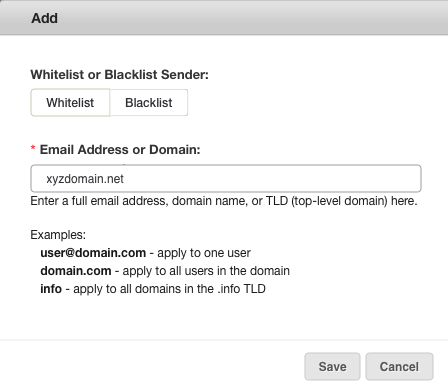 Add
Whitelist or Blacklist Sender:
Whitelist Blacklist
* Email Address or Domain:
xyzdomain.net
Enter a full email address, domain name, or TLD (top-level domain) here.
Examples:
user@domain.com - apply to one user
domain.com - apply to all users in the domain
info - apply to all domains in the .info TLD
Save Cancel